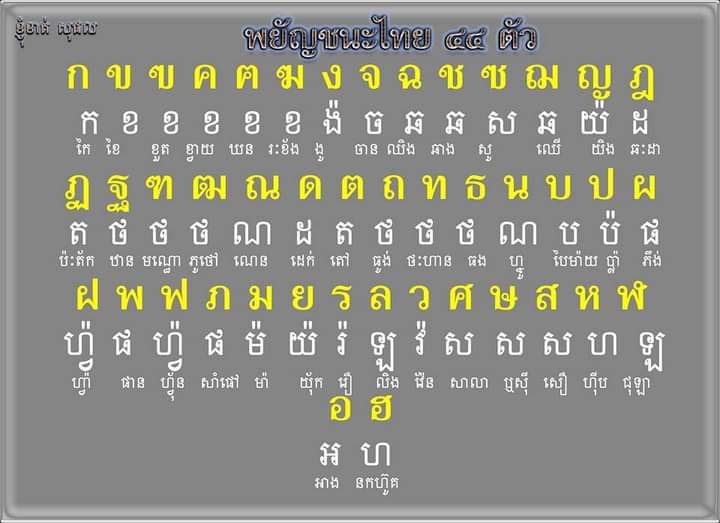 ខ្ញុំខាត់ សុផល
พยัญชนะไทย ๔๔ ตัว
ก ข ฃ ค ฅ ฆ ง จ ฉ ช ซ ฌ ญ ฎ
ក ខ ខ ខ ខ ខ ង៉ ច ឆ ឆ ស ឆ យ៉ ដ
កៃ ខៃ ខួត ខ្វាយ ឃន រះខ័ង ងូ ចាន ឈិង ឆាង សូ ឈើ យិង ឆះដា
ฏ ฐ ฑ ฒ ณ ด ต ถ ท ธ น บ ป ผ
ត ថ ថ ថ ណ ដ ត ថ ថ ថ ណ ប ប៉ ផ
ប៉ះត័ក ឋាន មណ្ឌោ ភូថៅ ណេន ដេក់ តៅ ធូង់ ថះហាន ធង ហ្នូ បៃម៉ាយ ប្លា៉ ភឹង
ฝ พ ฟ ภ ม ย ร ล ว ศ ษ ส ห ฬ
ហ្វ៉ ផ ហ្វ៉ ផ ម៉ យ៉ រ៉ ឡ វ៉ ស ស ស ហ ឡ
ហ្វ៉ា ផាន ហ្វ័ុន សាំផៅ ម៉ា យ័ុក រឿ លិង វ៉ែន សាលា ឬស៊ី សឿ ហ៊ីប ជុឡា
อ ฮ
អ ហ
អាង នកហ៊ូគ